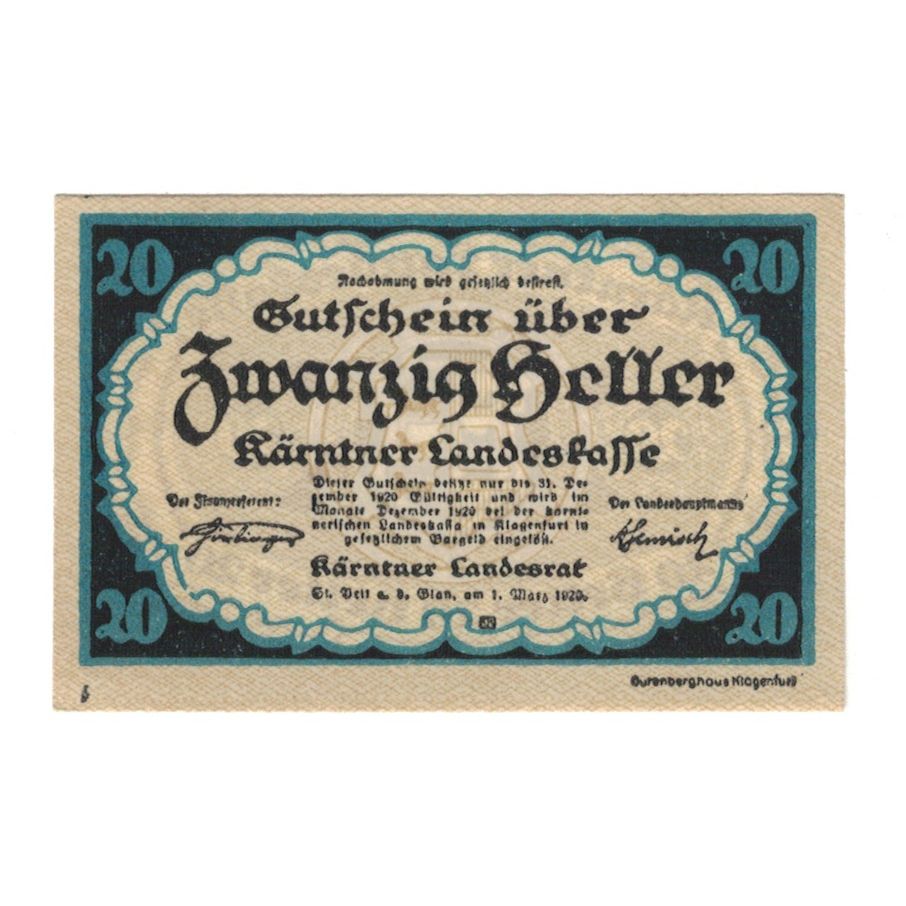 20 20
Nachahmung wird gesetzlich bestraft.
Gutschein über
Zwanzig Heller
Kärntner Landeskasse
Dieser Gutschein besitzt nur bis 31. De-
zember 1920 Gültigkeit und wird im
Monate Dezember 1920 bei der kärnt-
nerischen Landeskassa in Klagenfurt in
gesetzlichem Bargeld eingelöst.
Der Finanzreferent:
Der Landeshauptmann:
Kärntner Landesrat
St. Veit a. d. Glan, am 1. März 1920.
20 20
Gutenberghaus Klagenfurt